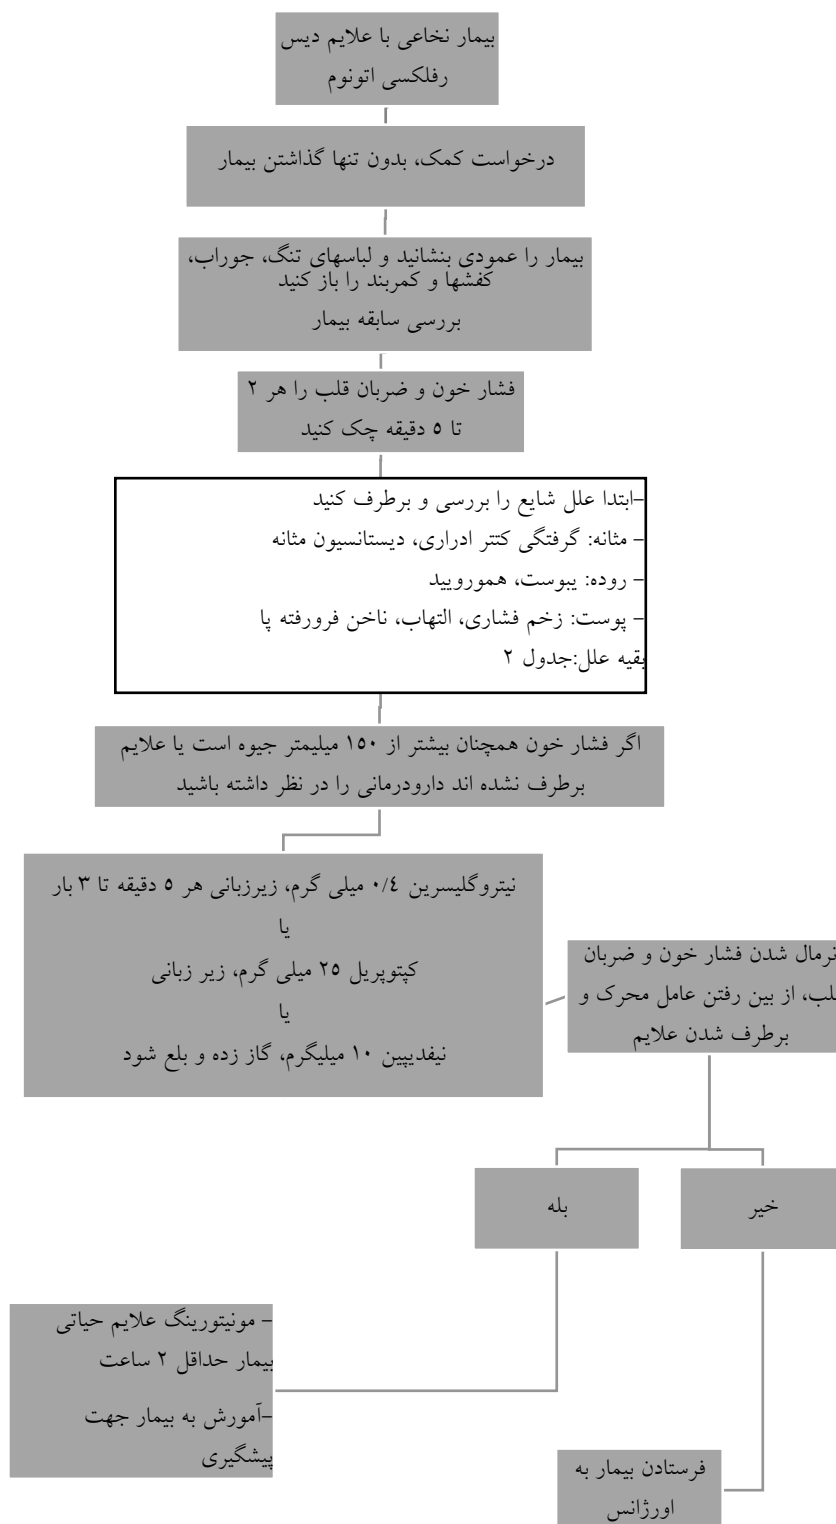 بیمار نخاعی با علایم دیس
رفلکسی اتونوم
درخواست کمک، بدون تنها گذاشتن بیمار
بیمار را عمودی بنشانید و لباسهای تنگ، جوراب،
کفشها و کمربند را باز کنید
بررسی سابقه بیمار
فشار خون و ضربان قلب را هر ۲
تا ۵ دقیقه چک کنید
-ابتدا علل شایع را بررسی و برطرف کنید
- مثانه: گرفتگی کتتر ادراری، دیستانسیون مثانه
- روده: یبوست، هموروپید
- پوست: زخم فشاری، التهاب، ناخن فرورفته پا
بقیه علل:جدول ۲
اگر فشار خون همچنان بیشتر از ۱۵۰ میلیمتر جیوه است یا علایم
برطرف نشده اند دارودرمانی را در نظر داشته باشید
نیتروگلیسرین ۰/٤ میلی گرم، زیرزبانی هر ۵ دقیقه تا ۳ بار
یا
کپتوپریل ۲۵ میلی گرم، زیر زبانی
یا
نیفدیپین ۱۰ میلیگرم، گاز زده و بلع شود
نرمال شدن فشار خون و ضربان
قلب، از بین رفتن عامل محرک و
برطرف شدن علایم
خیر
بله
- مونیتورینگ علایم حیاتی
بیمار حداقل ۲ ساعت
-آمورش به بیمار جهت
پیشگیری
فرستادن بیمار به
اورژانس